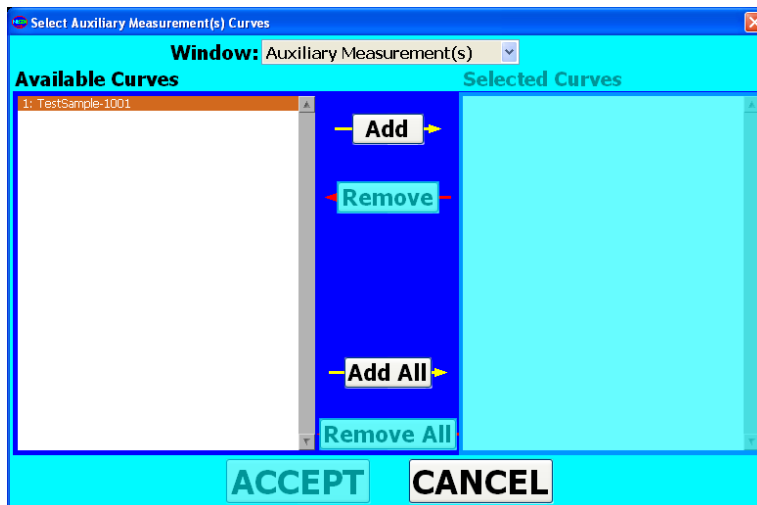 Select Auxiliary Measurement(s) Curves
Window: Auxiliary Measurement(s)
Available Curves
Selected Curves
1: TestSample-1001
Add
Remove
Add All
Remove All
ACCEPT
CANCEL